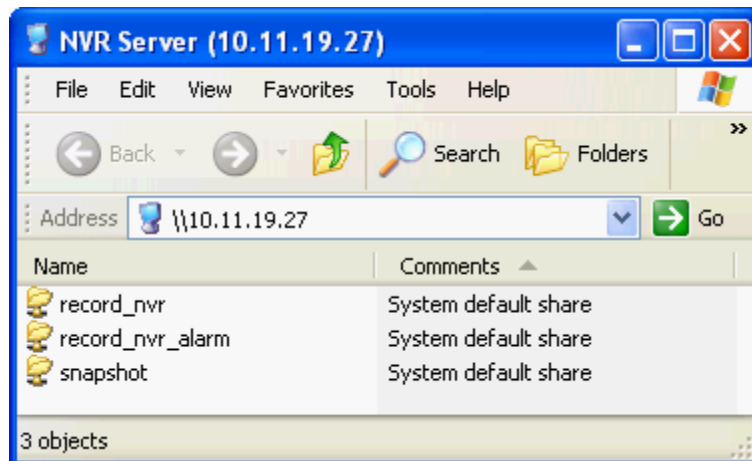 NVR Server (10.11.19.27)
File Edit View Favorites Tools Help
Back Search Folders »
Address \\10.11.19.27 Go
Name Comments
record_nvr System default share
record_nvr_alarm System default share
snapshot System default share
3 objects